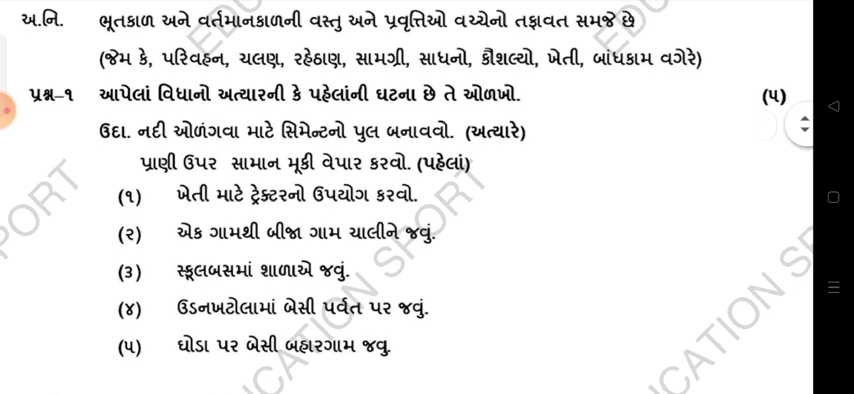 અ.નિ. ભૂતકાળ અને વર્તમાનકાળની વસ્તુ અને પ્રવૃત્તિઓ વચ્ચેનો તફાવત સમજે છે
(જેમ કે, પરિવહન, ચલણ, રહેઠાણ, સામગ્રી, સાધનો, કૌશલ્યો, ખેતી, બાંધકામ વગેરે)
પ્રશ્ન-૧ આપેલાં વિધાનો અત્યારની કે પહેલાંની ઘટના છે તે ઓળખો. (૫)
ઉદા. નદી ઓળંગવા માટે સિમેન્ટનો પુલ બનાવવો. (અત્યારે)
પ્રાણી ઉપર સામાન મૂકી વેપાર કરવો. (પહેલાં)
(૧) ખેતી માટે ટ્રેક્ટરનો ઉપયોગ કરવો.
(૨) એક ગામથી બીજા ગામ ચાલીને જવું.
(૩) સ્કૂલબસમાં શાળાએ જવું.
(૪) ઉડનખટોલામાં બેસી પર્વત પર જવું.
(૫) ઘોડા પર બેસી બહારગામ જવુ.